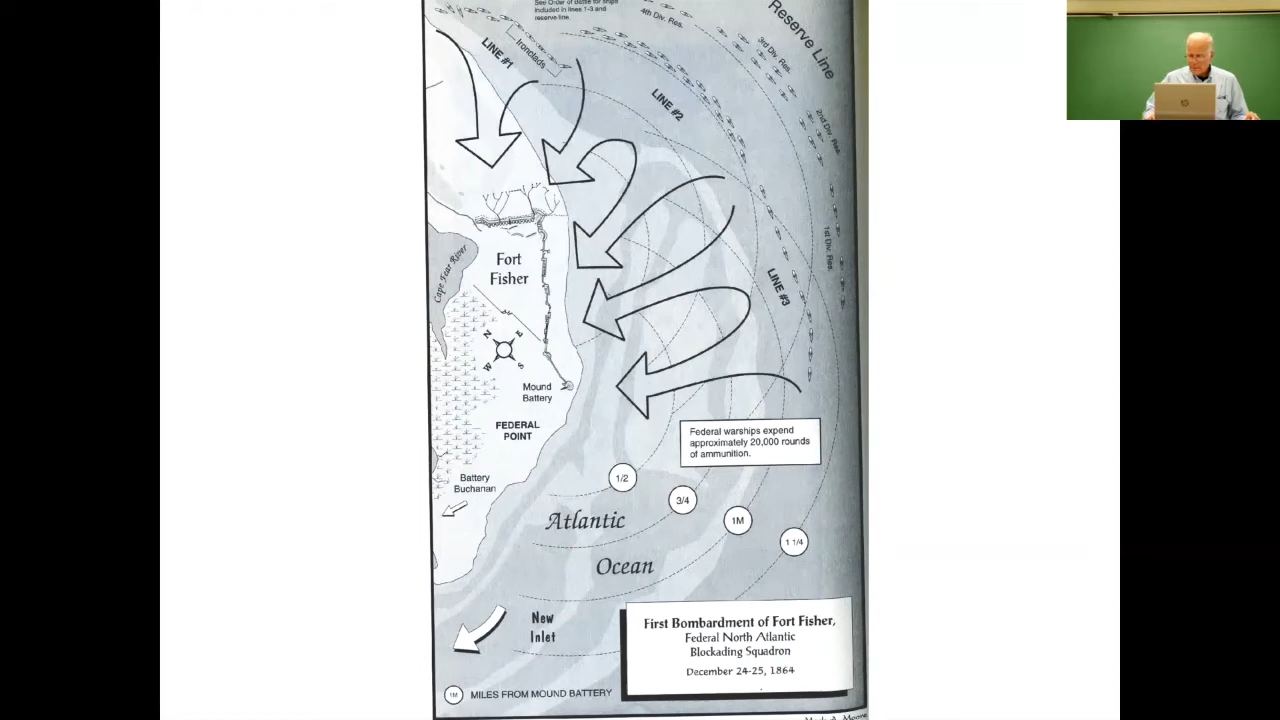 See Order of Battle for ships
included in lines 1-3 and
reserve line.
4th Div. Res.
Reserve Line
3rd Div. Res.
LINE #1
Ironclads
LINE #2
2nd Div. Res.
1st Div. Res.
LINE #3
Cape Fear River
Fort
Fisher
N
E
W
S
Mound
Battery
FEDERAL
POINT
Federal warships expend
approximately 20,000 rounds
of ammunition.
Battery
Buchanan
1/2
3/4
1M
1 1/4
Atlantic
Ocean
New
Inlet
First Bombardment of Fort Fisher,
Federal North Atlantic
Blockading Squadron
December 24-25, 1864
1M MILES FROM MOUND BATTERY